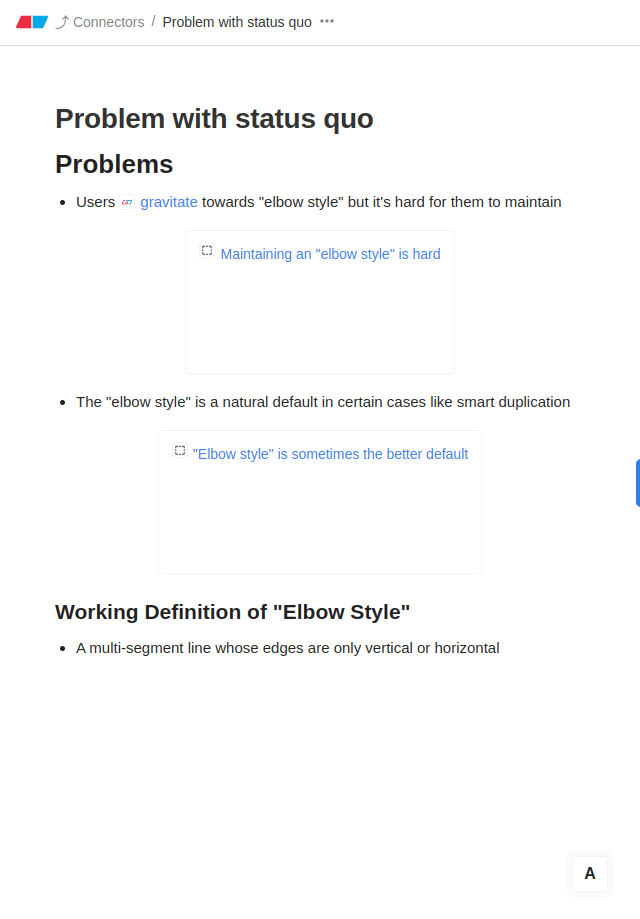 Connectors / Problem with status quo •••
Problem with status quo
Problems
• Users gravitate towards "elbow style" but it's hard for them to maintain
Maintaining an "elbow style" is hard
• The "elbow style" is a natural default in certain cases like smart duplication
"Elbow style" is sometimes the better default
Working Definition of "Elbow Style"
• A multi-segment line whose edges are only vertical or horizontal
A